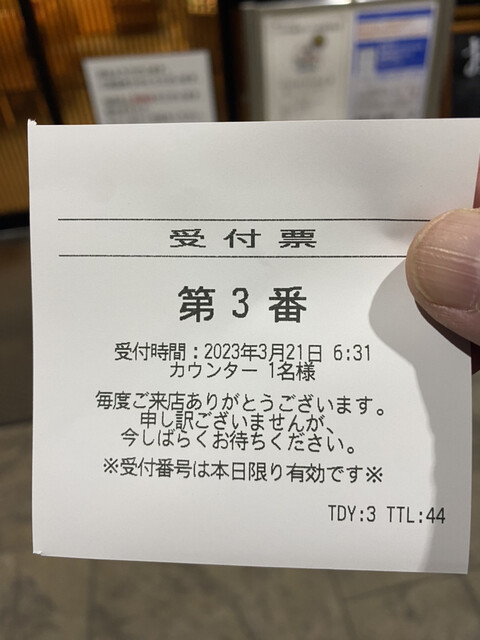 受付票
第3番
受付時間：2023年3月21日 6:31
カウンター 1名様
毎度ご来店ありがとうございます。
申し訳ございませんが、
今しばらくお待ちください。
※受付番号は本日限り有効です※
TDY:3 TTL:44